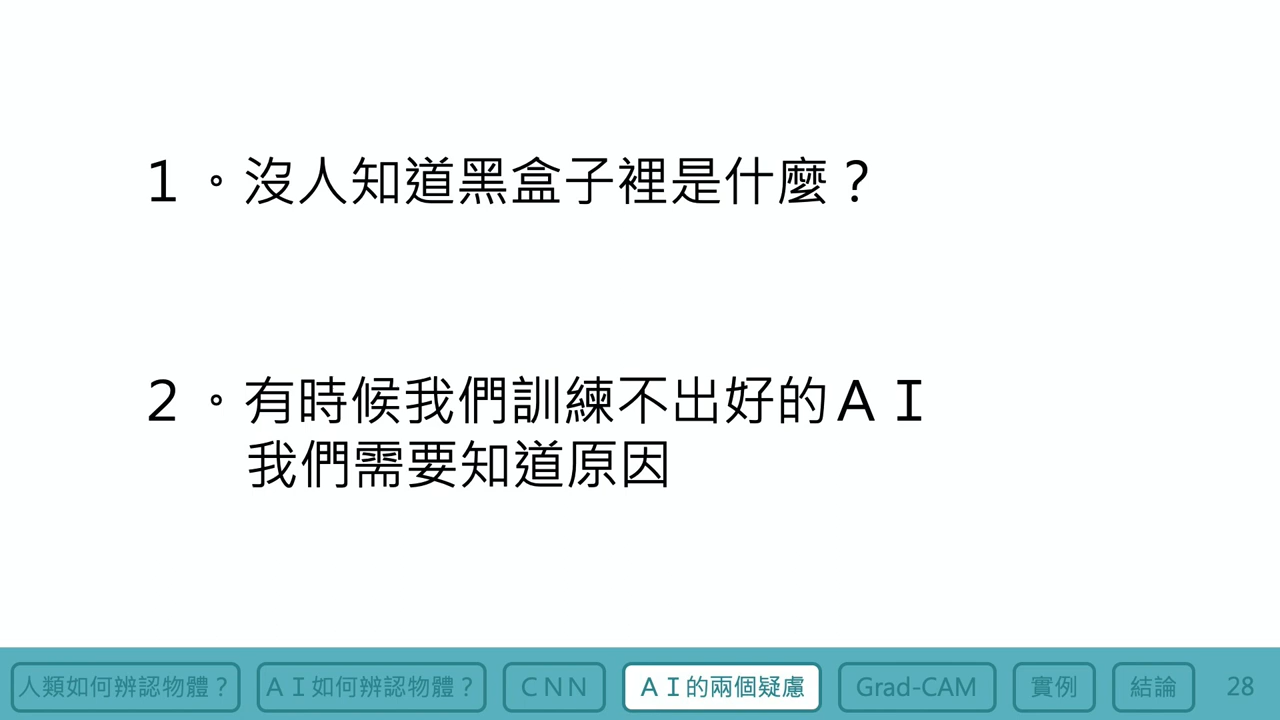 １。沒人知道黑盒子裡是什麼？
２。有時候我們訓練不出好的ＡＩ
我們需要知道原因
人類如何辨認物體？
ＡＩ如何辨認物體？
ＣＮＮ
ＡＩ的兩個疑慮
Grad-CAM
實例
結論
28